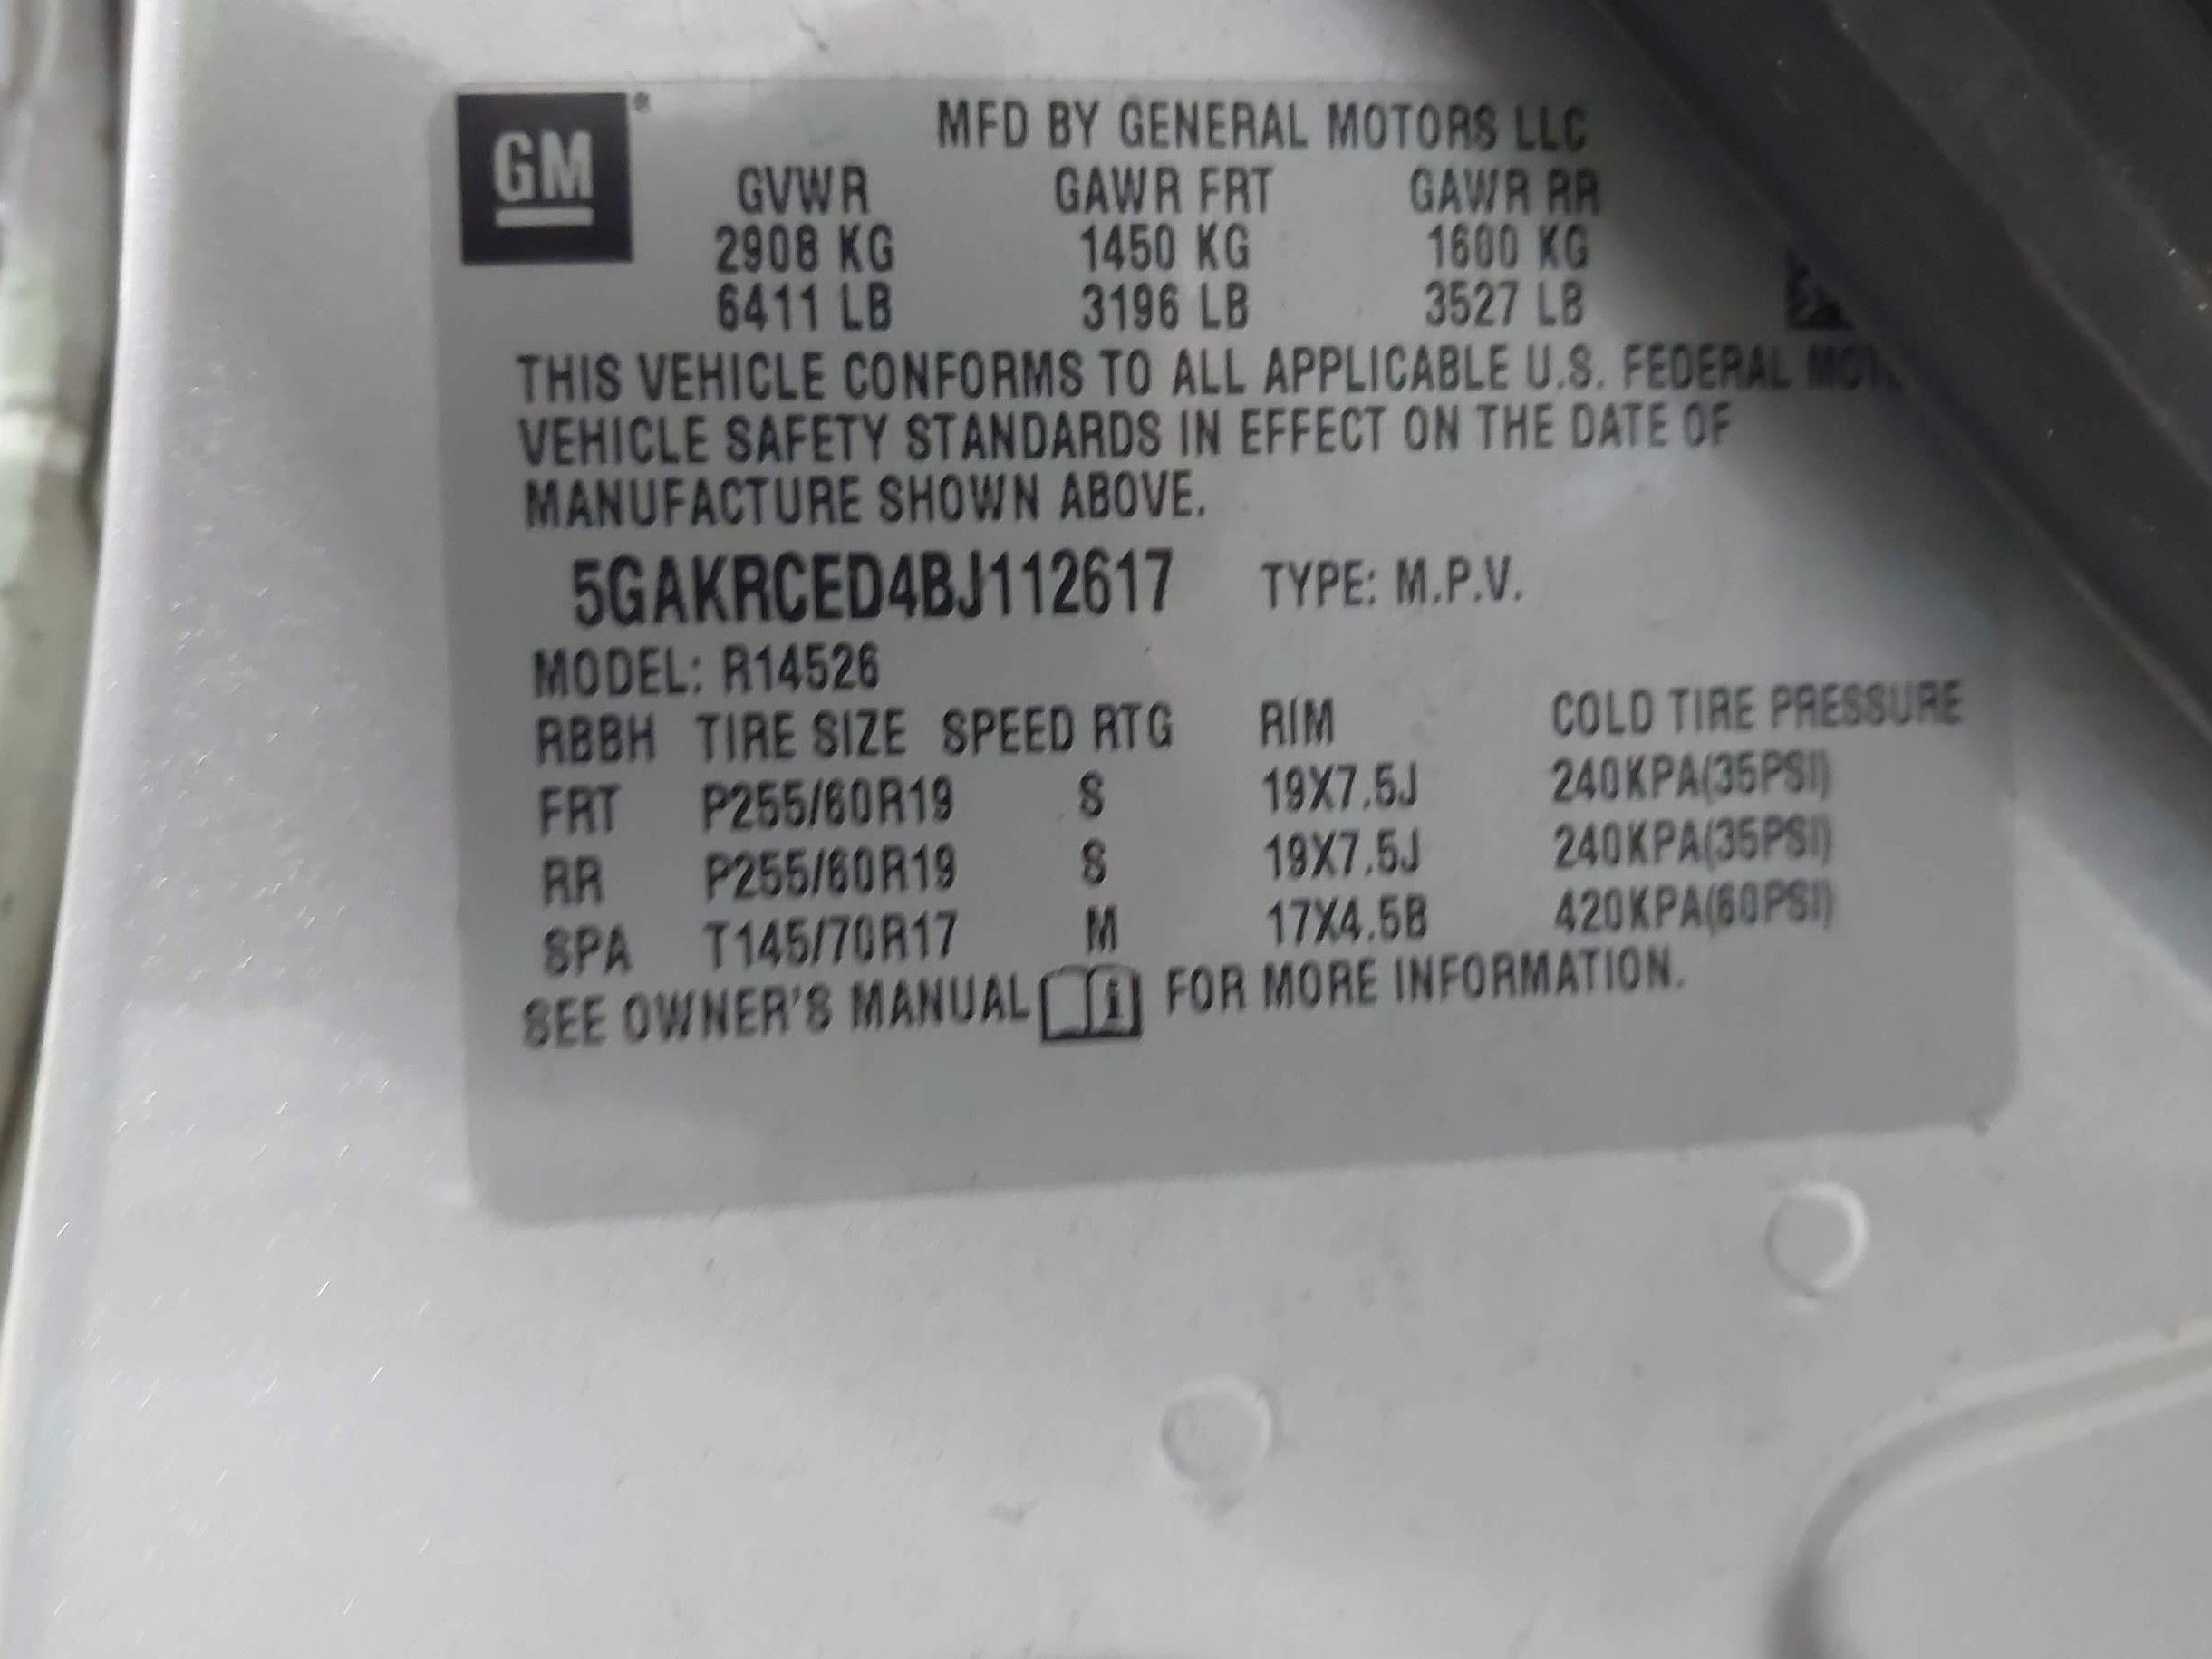 GM ® MFD BY GENERAL MOTORS LLC
GVWR GAWR FRT GAWR RR
2908 KG 1450 KG 1600 KG
6411 LB 3196 LB 3527 LB
THIS VEHICLE CONFORMS TO ALL APPLICABLE U.S. FEDERAL
VEHICLE SAFETY STANDARDS IN EFFECT ON THE DATE OF
MANUFACTURE SHOWN ABOVE.
5GAKRCED4BJ112617 TYPE: M.P.V.
MODEL: R14526
RBBH TIRE SIZE SPEED RTG RIM COLD TIRE PRESSURE
FRT P255/60R19 S 19X7.5J 240KPA(35PSI)
RR P255/60R19 S 19X7.5J 240KPA(35PSI)
SPA T145/70R17 M 17X4.5B 420KPA(60PSI)
SEE OWNER'S MANUAL i FOR MORE INFORMATION.